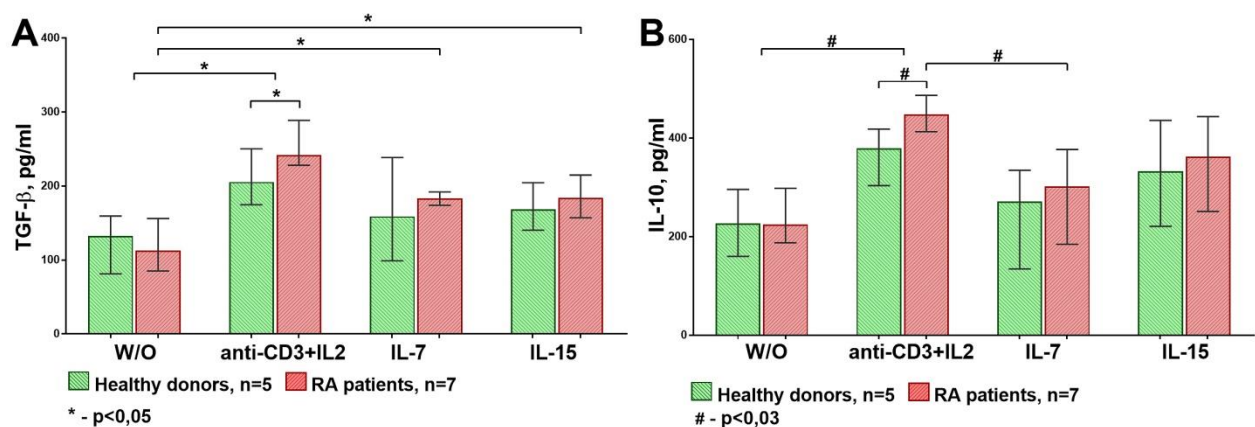 A
TGF-β, pg/ml
400
300
200
100
0
*
*
*
*
W/O anti-CD3+IL2 IL-7 IL-15
Healthy donors, n=5 RA patients, n=7
* - p<0,05
B
IL-10, pg/ml
600
400
200
0
#
#
#
W/O anti-CD3+IL2 IL-7 IL-15
Healthy donors, n=5 RA patients, n=7
# - p<0,03